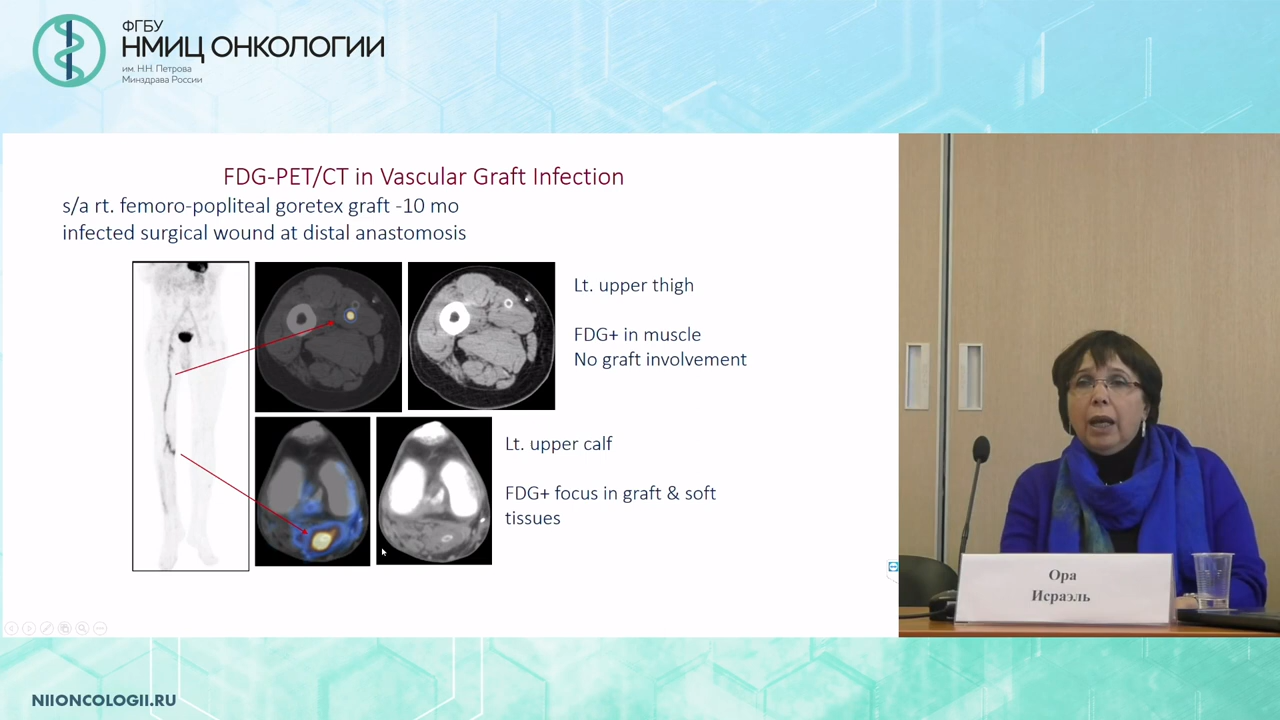 ФГБУ
НМИЦ ОНКОЛОГИИ
им. Н.Н. Петрова
Минздрава России
FDG-PET/CT in Vascular Graft Infection
s/a rt. femoro-popliteal goretex graft -10 mo
infected surgical wound at distal anastomosis
Lt. upper thigh
FDG+ in muscle
No graft involvement
Lt. upper calf
FDG+ focus in graft & soft
tissues
Ора
Исраэль
NIIONCOLOGII.RU